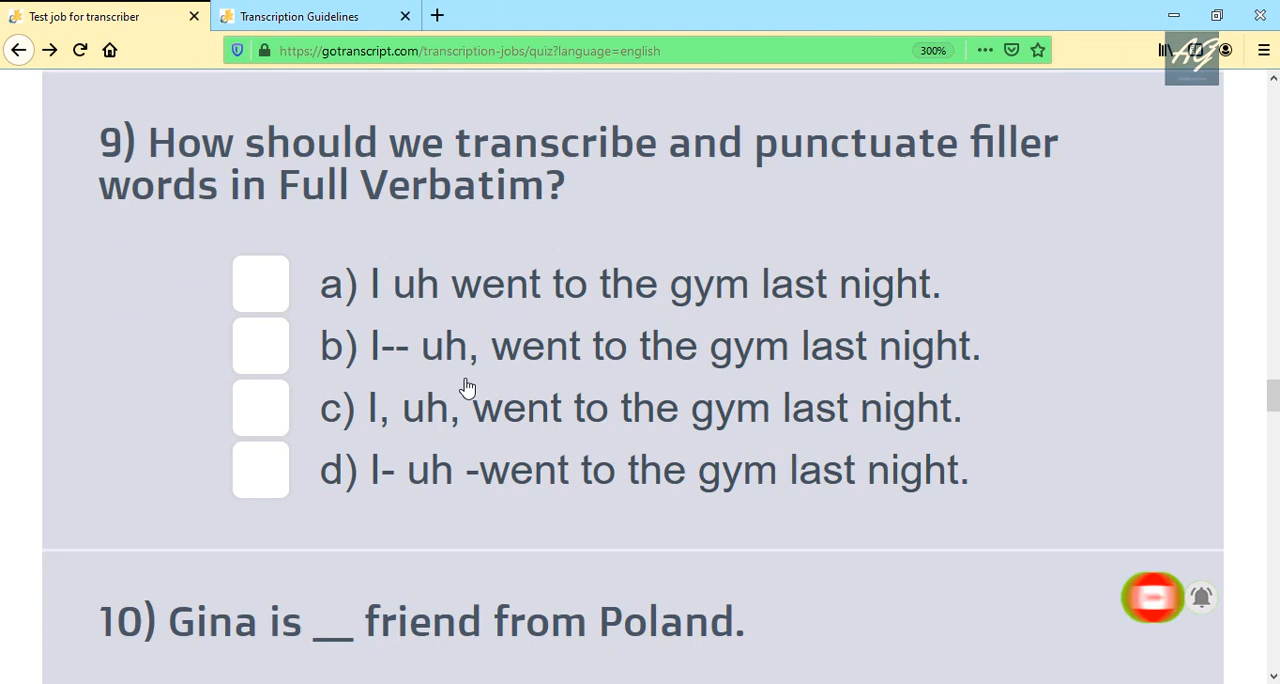 Test job for transcriber
Transcription Guidelines
https://gotranscript.com/transcription-jobs/quiz?language=english
300%
9) How should we transcribe and punctuate filler
words in Full Verbatim?
a) I uh went to the gym last night.
b) I-- uh, went to the gym last night.
c) I, uh, went to the gym last night.
d) I- uh -went to the gym last night.
10) Gina is __ friend from Poland.